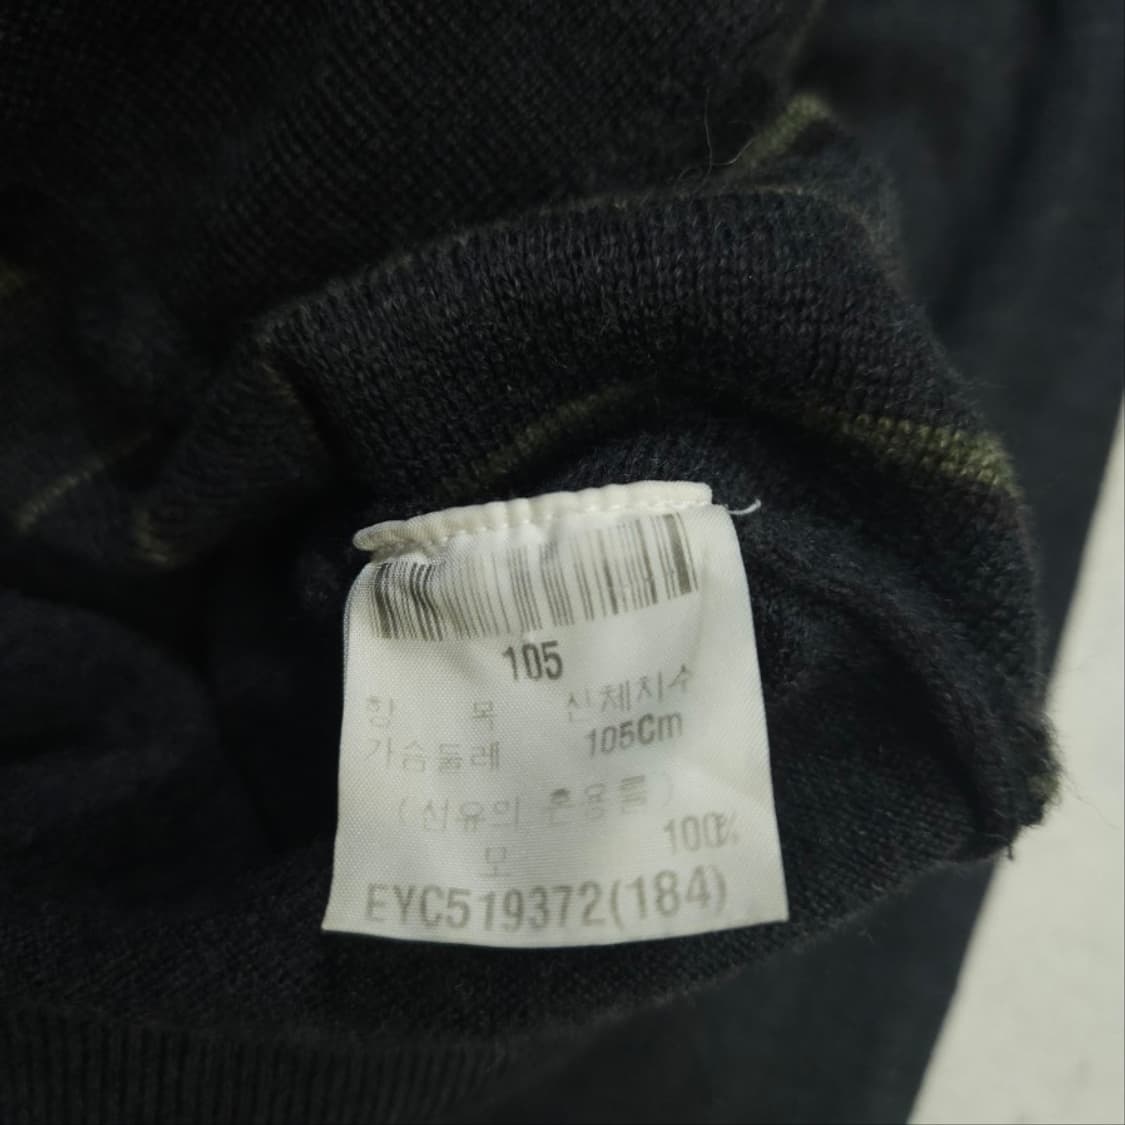 105
항 목 신체치수
가슴둘레 105Cm
(섬유의 혼용률)
모 100%
EYC519372(184)